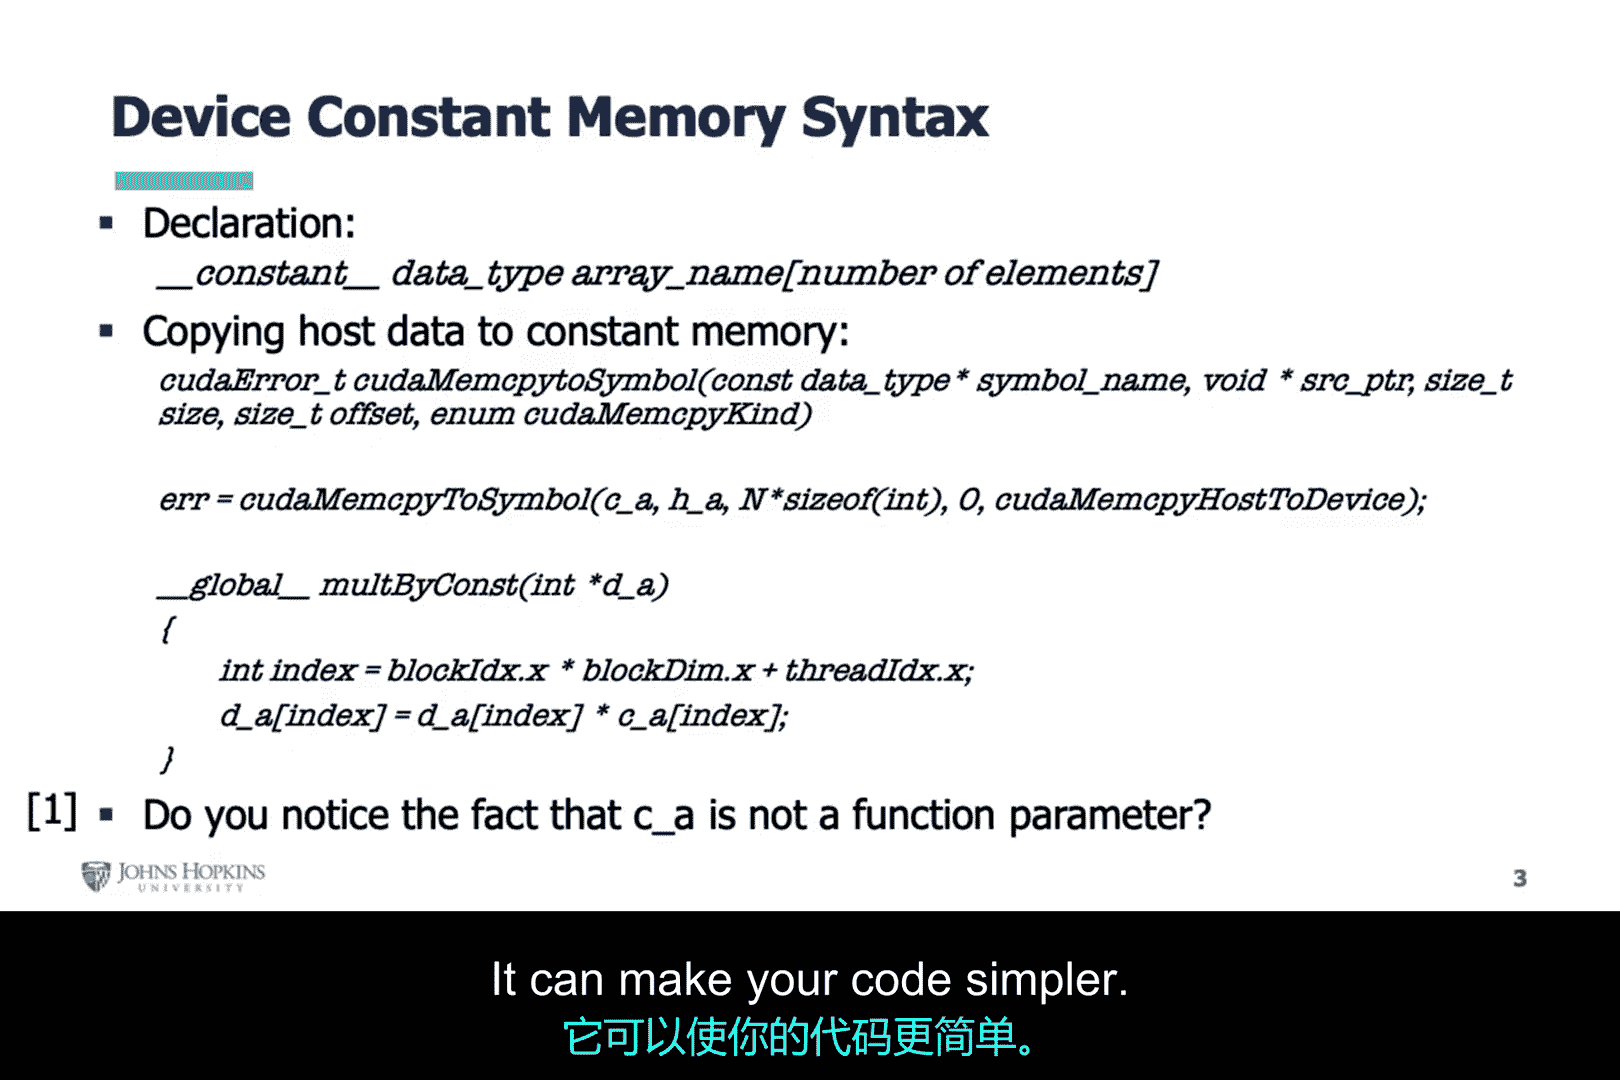 Device Constant Memory Syntax
▪ Declaration:
__constant__ data_type array_name[number of elements]
▪ Copying host data to constant memory:
cudaError_t cudaMemcpytoSymbol(const data_type* symbol_name, void * src_ptr, size_t
size, size_t offset, enum cudaMemcpyKind)
err = cudaMemcpyToSymbol(c_a, h_a, N*sizeof(int), 0, cudaMemcpyHostToDevice);
__global__ multByConst(int *d_a)
{
int index = blockIdx.x * blockDim.x + threadIdx.x;
d_a[index] = d_a[index] * c_a[index];
}
[1] ▪ Do you notice the fact that c_a is not a function parameter?
JOHNS HOPKINS
UNIVERSITY
3
It can make your code simpler.
它可以使你的代码更简单。